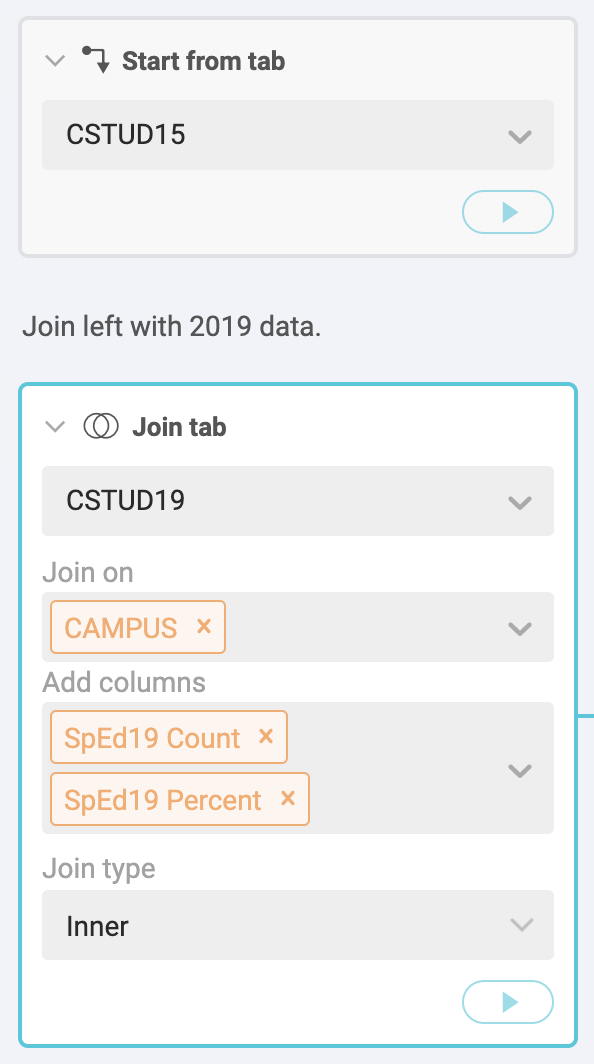 Start from tab
CSTUD15
Join left with 2019 data.
Join tab
CSTUD19
Join on
CAMPUS ×
Add columns
SpEd19 Count ×
SpEd19 Percent ×
Join type
Inner